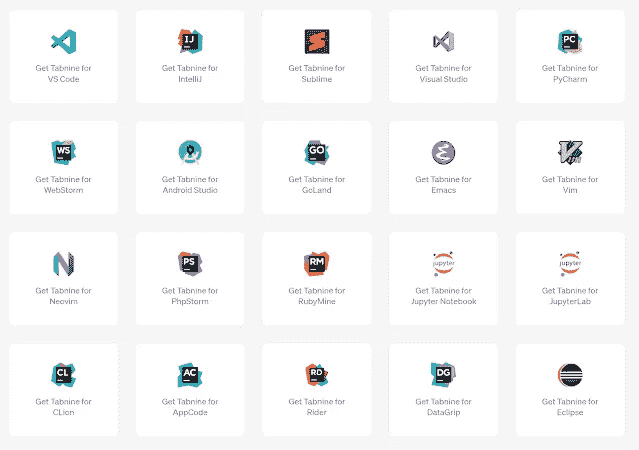 Get Tabnine for
VS Code
IJ
Get Tabnine for
IntelliJ
Get Tabnine for
Sublime
Get Tabnine for
Visual Studio
PC
Get Tabnine for
PyCharm
WS
Get Tabnine for
WebStorm
Get Tabnine for
Android Studio
GO
Get Tabnine for
GoLand
Get Tabnine for
Emacs
Vim
Get Tabnine for
Vim
Get Tabnine for
Neovim
PS
Get Tabnine for
PhpStorm
RM
Get Tabnine for
RubyMine
jupyter
Get Tabnine for
Jupyter Notebook
jupyter
Get Tabnine for
JupyterLab
CL
Get Tabnine for
CLion
AC
Get Tabnine for
AppCode
RD
Get Tabnine for
Rider
DG
Get Tabnine for
DataGrip
Get Tabnine for
Eclipse